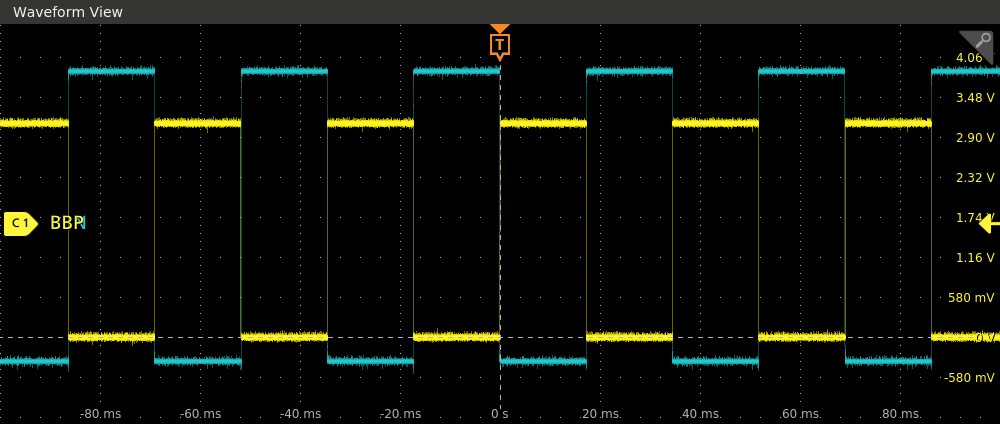 Waveform View
T
4.06
3.48 V
2.90 V
2.32 V
C 1
BBP
1.74 V
1.16 V
580 mV
0 V
-580 mV
-80 ms
-60 ms
-40 ms
-20 ms
0 s
20 ms
40 ms
60 ms
80 ms